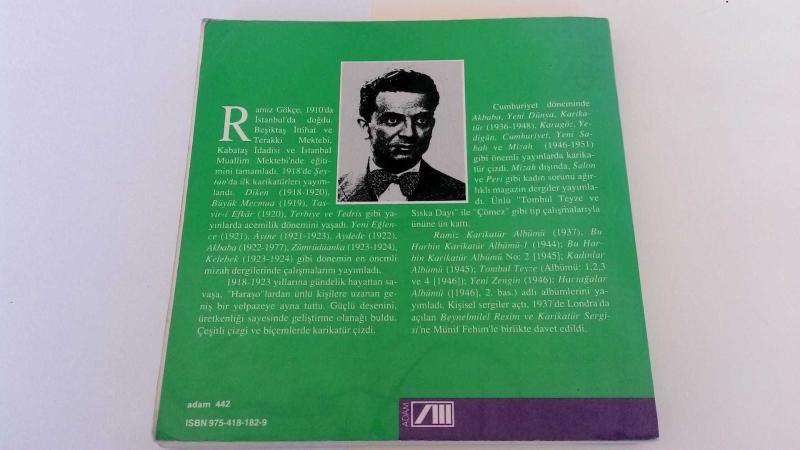 Ramiz Gökçe, 1910'da
İstanbul'da doğdu.
Beşiktaş İttihat ve
Terakki Mektebi,
Kabataş İdadisi ve İstanbul
Muallim Mektebi'nde eğiti-
mini tamamladı. 1918'de Şey-
tan'da ilk karikatürleri yayım-
landı. Diken (1918-1920),
Büyük Mecmua (1919), Tas-
vir-i Efkâr (1920), Terbiye ve Tedris gibi ya-
yınlarda acemilik dönemini yaşadı. Yeni Eğlen-
ce (1921), Âyine (1921-1923), Aydede (1922),
Akbaba (1922-1977), Zümrüdüanka (1923-1924),
Kelebek (1923-1924) gibi dönemin en önemli
mizah dergilerinde çalışmalarını yayımladı.
1918-1923 yıllarına gündelik hayattan sa-
vaşa, "Haraşo"lardan ünlü kişilere uzanan ge-
niş bir yelpazeye ayna tuttu. Güçlü desenini,
üretkenliği sayesinde geliştirme olanağı buldu.
Çeşitli çizgi ve biçemlerde karikatür çizdi.
Cumhuriyet döneminde
Akbaba, Yeni Dünya, Karika-
tür (1936-1948), Karagöz, Ye-
digün, Cumhuriyet, Yeni Sa-
bah ve Mizah (1946-1951)
gibi önemli yayınlarda karika-
tür çizdi. Mizah dışında, Salon
ve Peri gibi kadın sorunu ağır-
lıklı magazin dergiler yayımla-
dı. Ünlü "Tombul Teyze ve
Sıska Dayı" ile "Çömez" gibi tip çalışmalarıyla
ününe ün kattı.
Ramiz Karikatür Albümü (1937), Bu
Harbin Karikatür Albümü-1 (1944); Bu Har-
bin Karikatür Albümü No: 2 [1945]; Kadınlar
Albümü (1945); Tombul Teyze (Albümü: 1,2,3
ve 4 [1946]); Yeni Zengin (1946); Hacıağalar
Albümü ([1946], 2. bas.) adlı albümlerini ya-
yımladı. Kişisel sergiler açtı, 1937'de Londra'da
açılan Beynelmilel Resim ve Karikatür Sergi-
si'ne Münif Fehim'le birlikte davet edildi.
adam 442
ISBN 975-418-182-9
ADAM